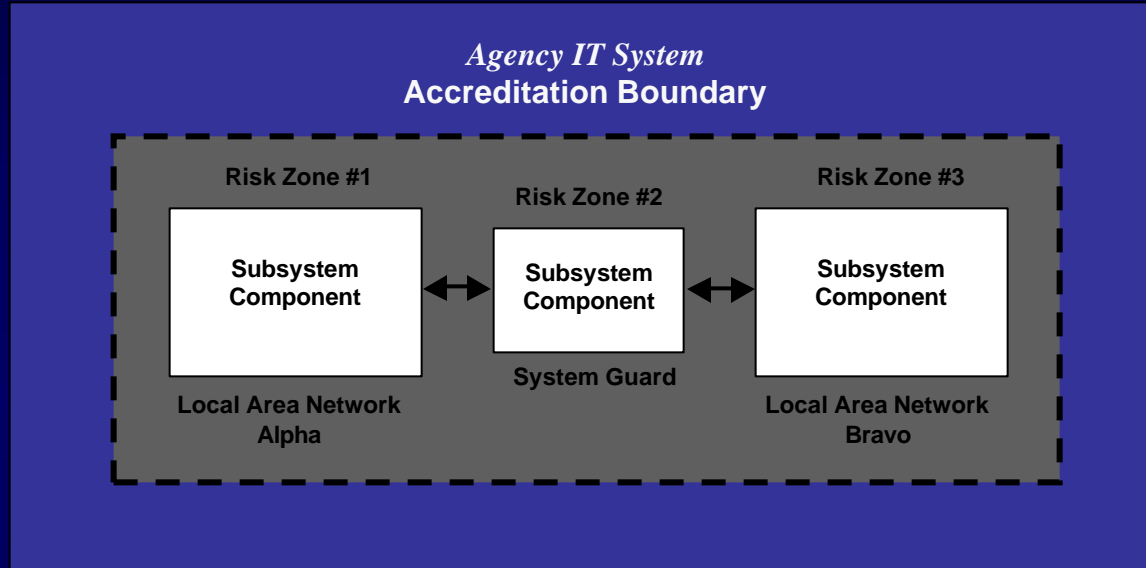 Agency IT System
Accreditation Boundary
Risk Zone #1
Subsystem
Component
Local Area Network
Alpha
Risk Zone #2
Subsystem
Component
System Guard
Risk Zone #3
Subsystem
Component
Local Area Network
Bravo